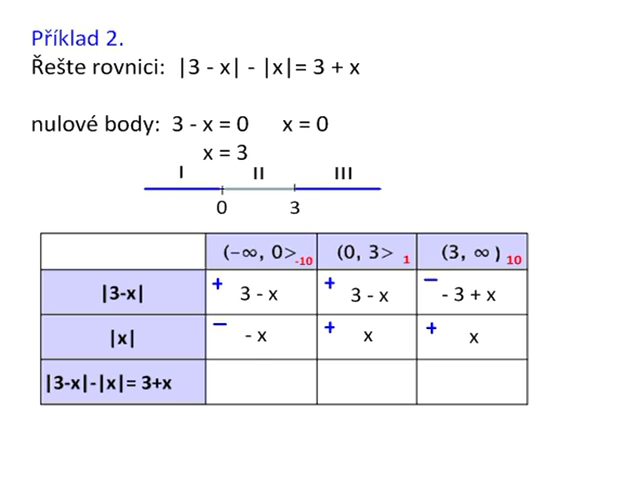 Příklad 2.
Řešte rovnici: |3 - x| - |x|= 3 + x
nulové body: 3 - x = 0 x = 0
x = 3
I II III
0 3
(-∞, 0> -10 (0, 3> 1 (3, ∞ ) 10
|3-x| + 3 - x + 3 - x − - 3 + x
|x| − - x + x + x
|3-x|-|x|= 3+x